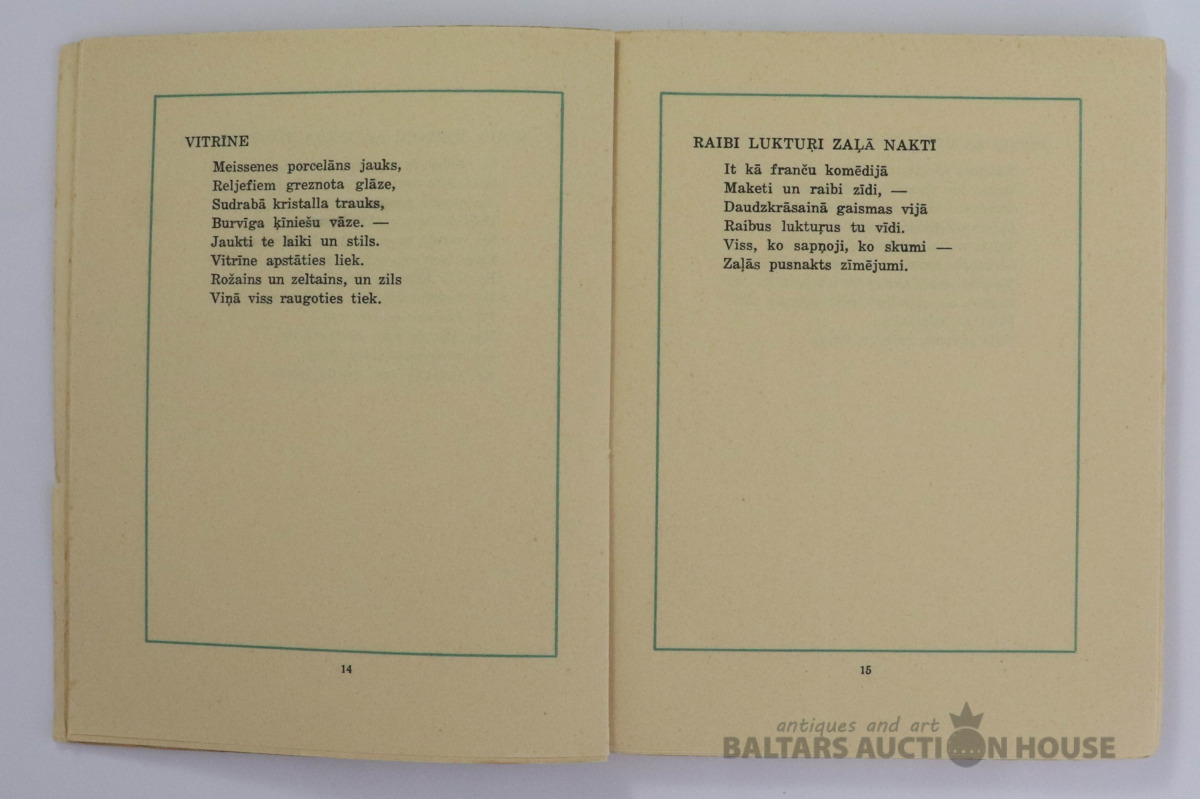 VITRĪNE
Meissenes porcelāns jauks,
Reljefiem greznota glāze,
Sudrabā kristalla trauks,
Burvīga ķīniešu vāze. —
Jaukti te laiki un stils.
Vitrīne apstāties liek.
Rožains un zeltains, un zils
Viņā viss raugoties tiek.
14
RAIBI LUKTUŖI ZAĻĀ NAKTĪ
It kā franču komēdijā
Maketi un raibi zīdi, —
Daudzkrāsainā gaismas vijā
Raibus luktuŗus tu vīdi.
Viss, ko sapņoji, ko skumi —
Zaļās pusnakts zīmējumi.
15
antiques and art
BALTARS AUCTION HOUSE